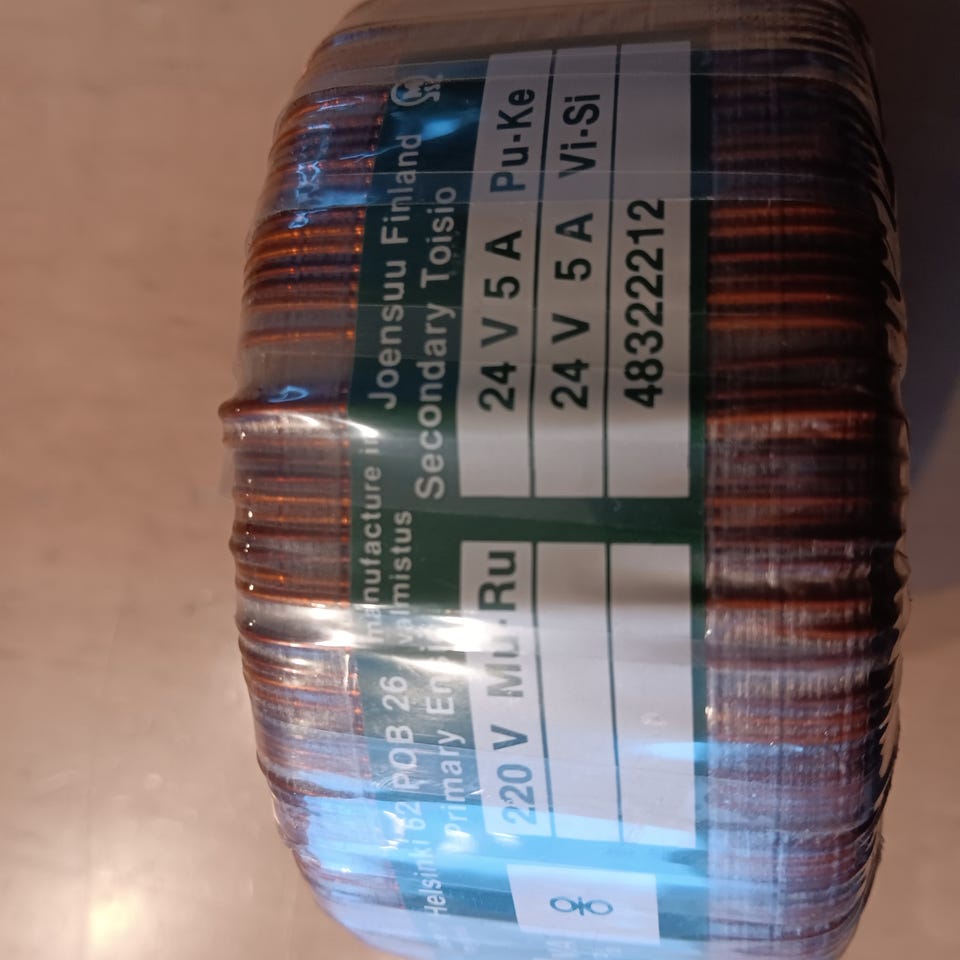 Helsinki 62 POB 26 manufacture in Joensuu Finland
valmistus
Primary Secondary Toisio
220 V Mu-Ru
24 V 5 A Pu-Ke
24 V 5 A Vi-Si
48322212